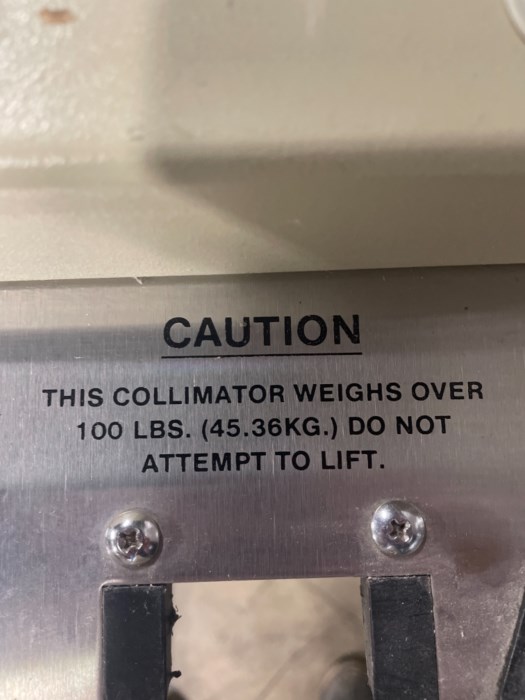 CAUTION
THIS COLLIMATOR WEIGHS OVER
100 LBS. (45.36KG.) DO NOT
ATTEMPT TO LIFT.